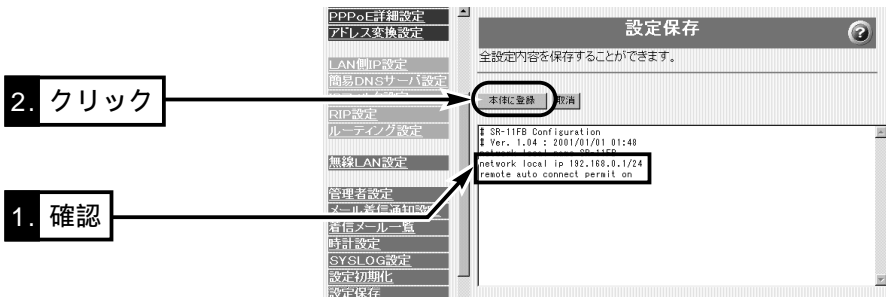 PPPoE詳細設定
アドレス変換設定
LAN側IP設定
簡易DNSサーバ設定
RIP設定
ルーティング設定
無線LAN設定
管理者設定
メール着信通知設定
着信メール一覧
時計設定
SYSLOG設定
設定初期化
設定保存
2. クリック
1. 確認
設定保存
?
全設定内容を保存することができます。
本体に登録 取消
# SR-11FB Configuration
# Ver. 1.04 : 2001/01/01 01:48
network local name SR-11FB
network local ip 192.168.0.1/24
remote auto connect permit on